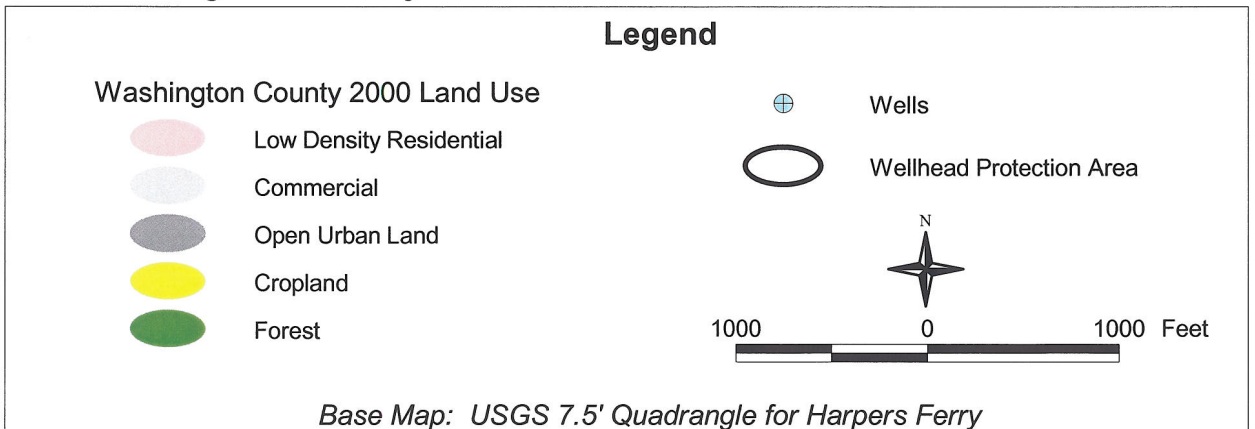 Legend
Washington County 2000 Land Use
Low Density Residential
Commercial
Open Urban Land
Cropland
Forest
Wells
Wellhead Protection Area
N
1000 0 1000 Feet
Base Map: USGS 7.5' Quadrangle for Harpers Ferry